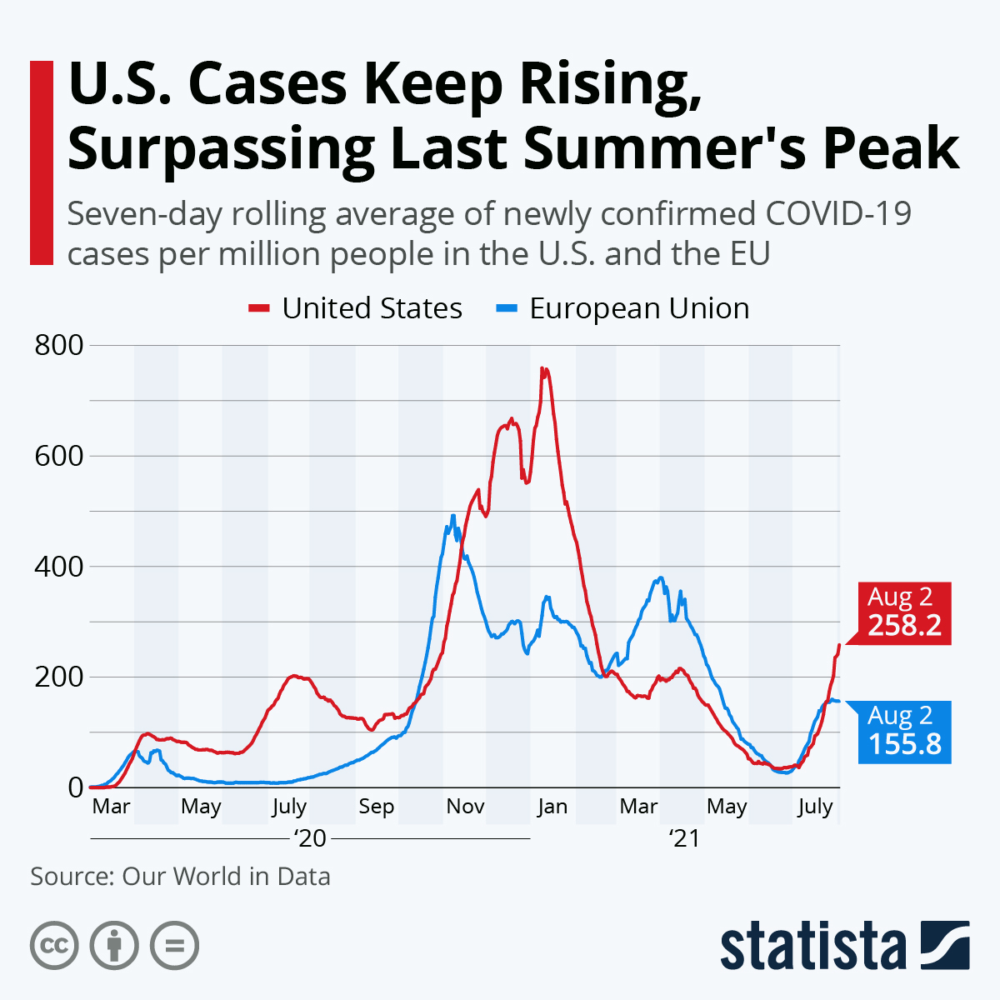 U.S. Cases Keep Rising,
Surpassing Last Summer's Peak
Seven-day rolling average of newly confirmed COVID-19
cases per million people in the U.S. and the EU
United States
European Union
800
600
400
200
0
Aug 2
258.2
Aug 2
155.8
Mar May July Sep Nov Jan Mar May July
‘20 ‘21
Source: Our World in Data
cc
=
statista